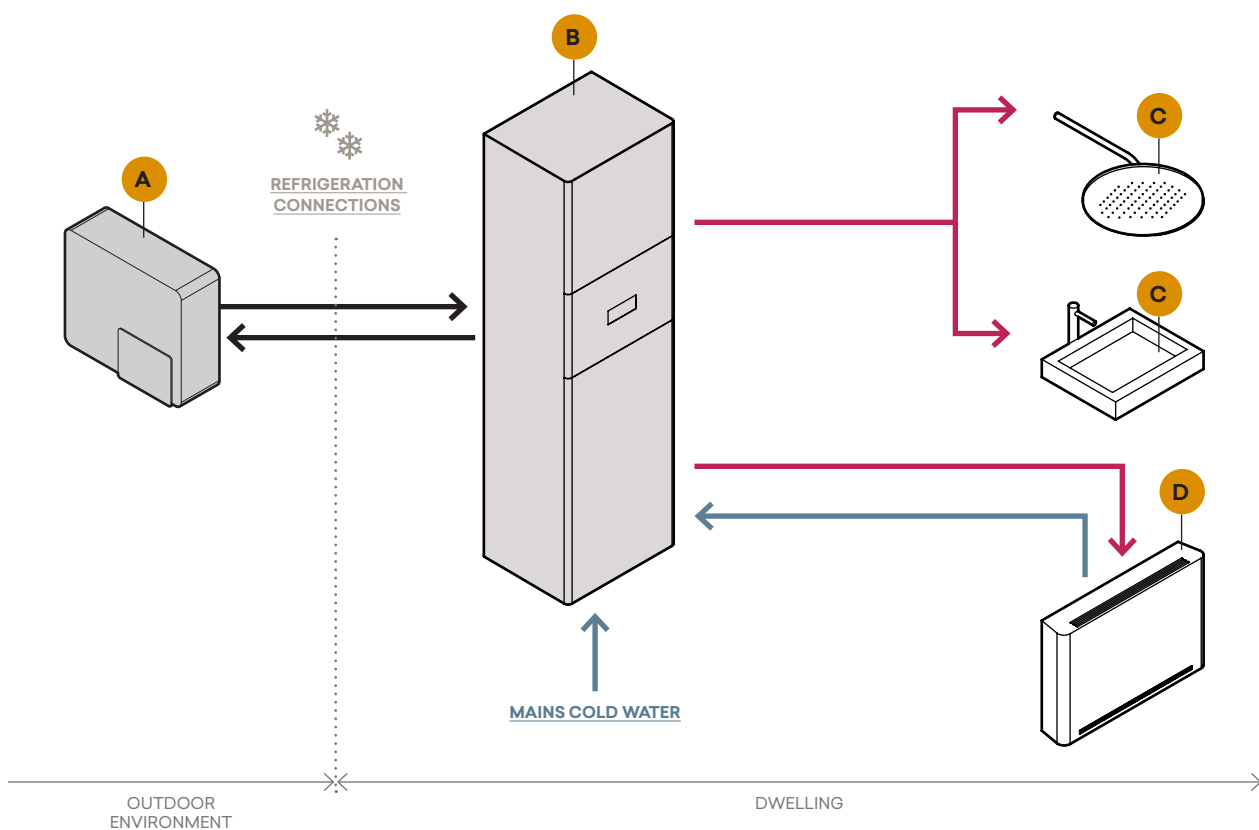 B
C
A
REFRIGERATION
CONNECTIONS
C
D
MAINS COLD WATER
OUTDOOR
ENVIRONMENT
DWELLING